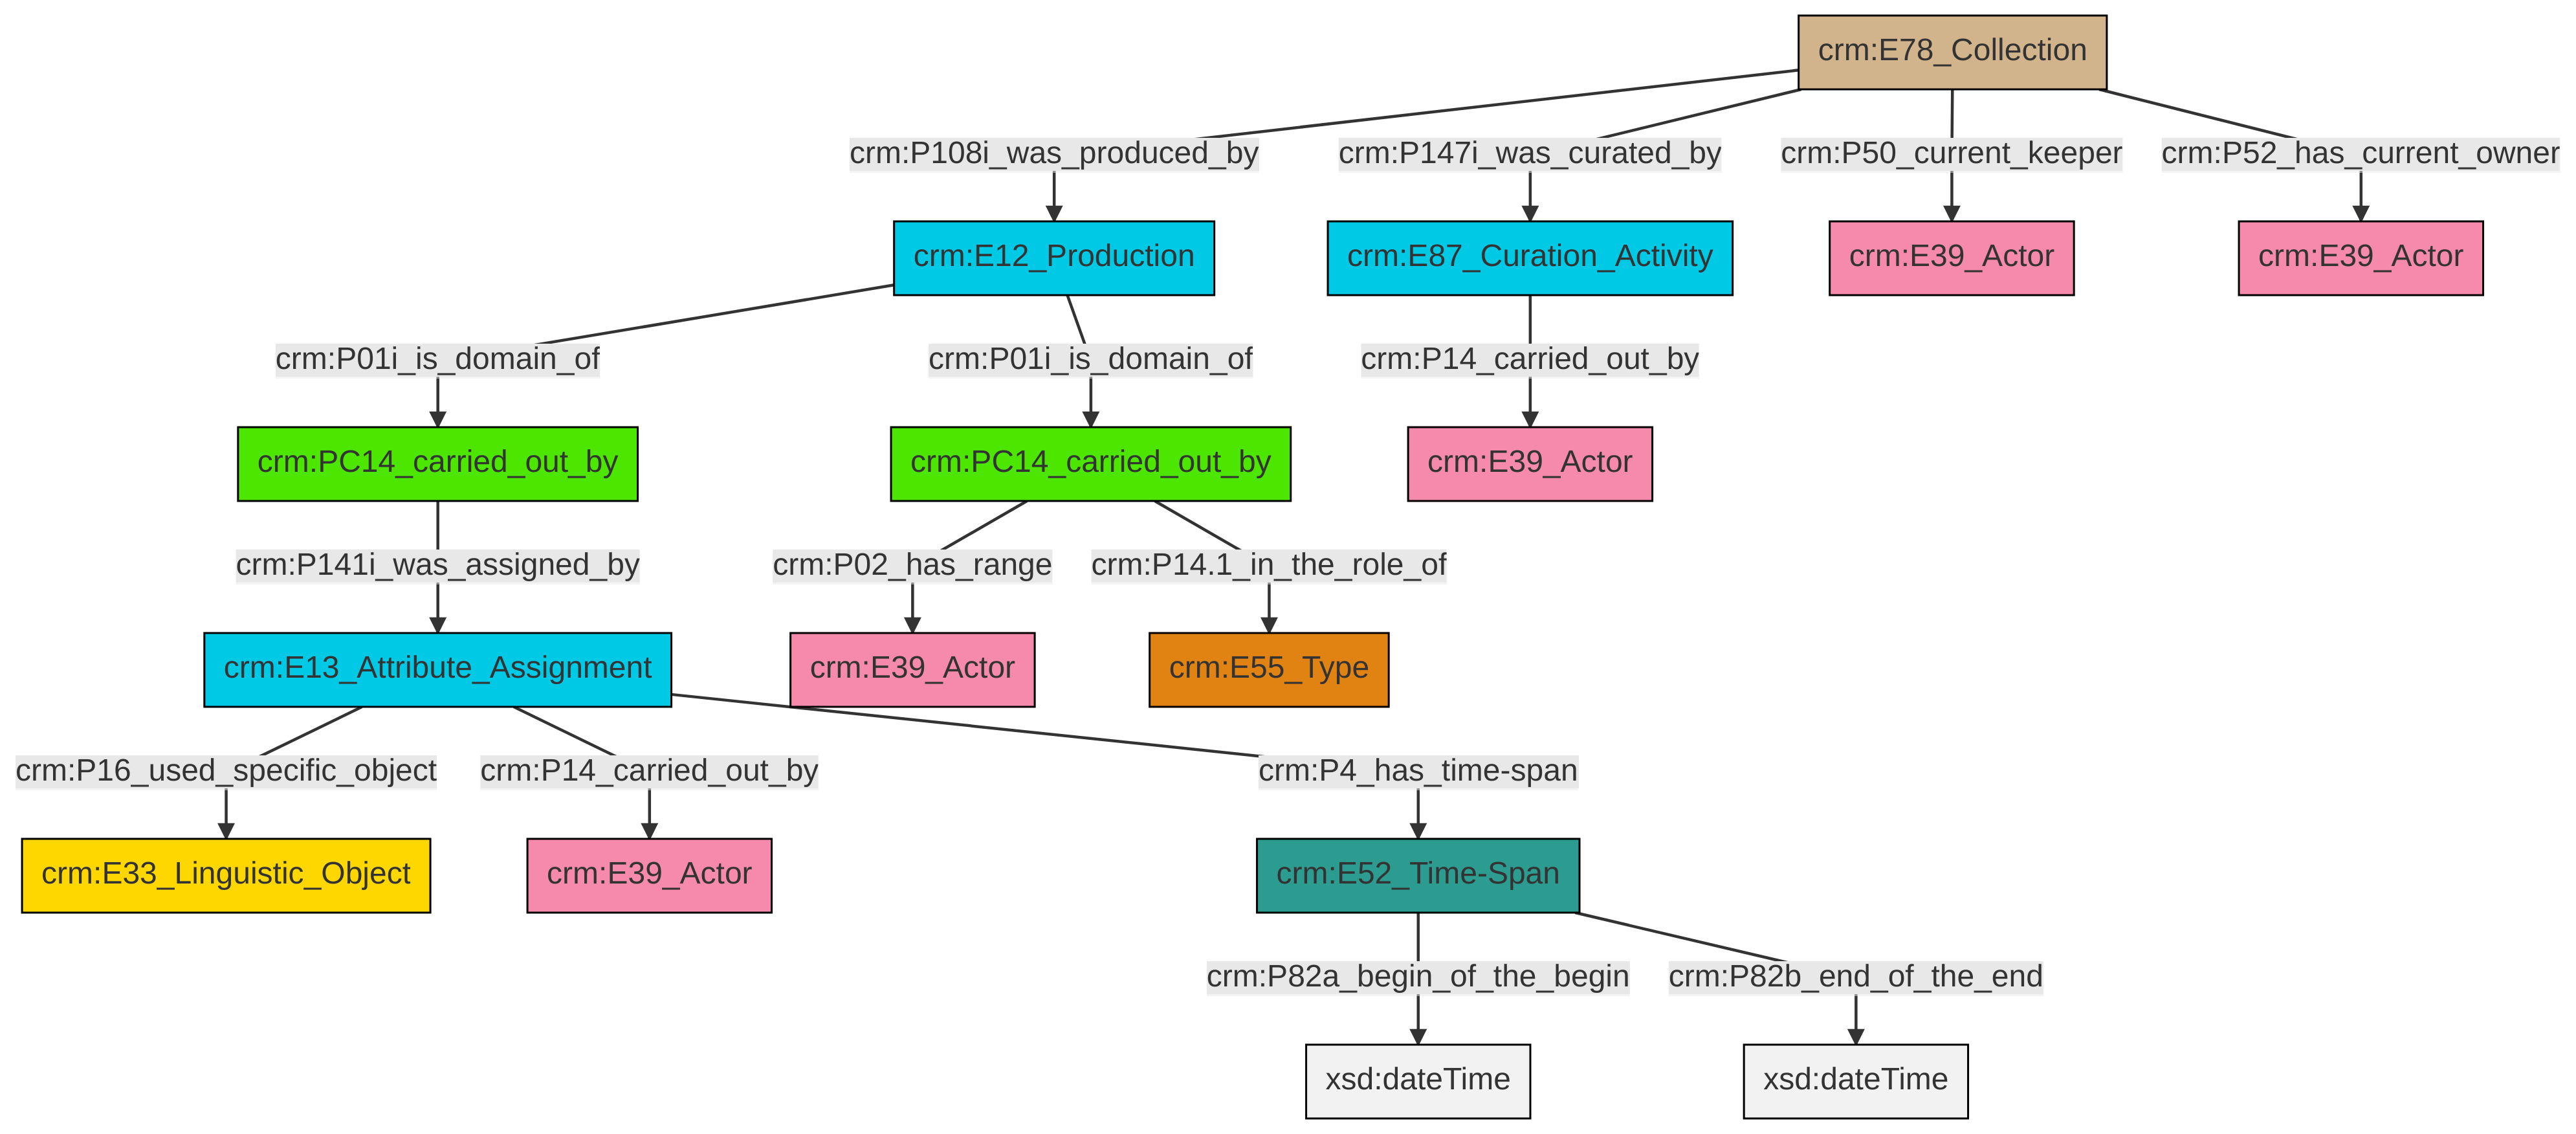 crm:E78_Collection
crm:P108i_was_produced_by
crm:P147i_was_curated_by
crm:P50_current_keeper
crm:P52_has_current_owner
crm:E12_Production
crm:E87_Curation_Activity
crm:E39_Actor
crm:E39_Actor
crm:P01i_is_domain_of
crm:P01i_is_domain_of
crm:P14_carried_out_by
crm:PC14_carried_out_by
crm:PC14_carried_out_by
crm:E39_Actor
crm:P141i_was_assigned_by
crm:P02_has_range
crm:P14.1_in_the_role_of
crm:E13_Attribute_Assignment
crm:E39_Actor
crm:E55_Type
crm:P16_used_specific_object
crm:P14_carried_out_by
crm:P4_has_time-span
crm:E33_Linguistic_Object
crm:E39_Actor
crm:E52_Time-Span
crm:P82a_begin_of_the_begin
crm:P82b_end_of_the_end
xsd:dateTime
xsd:dateTime